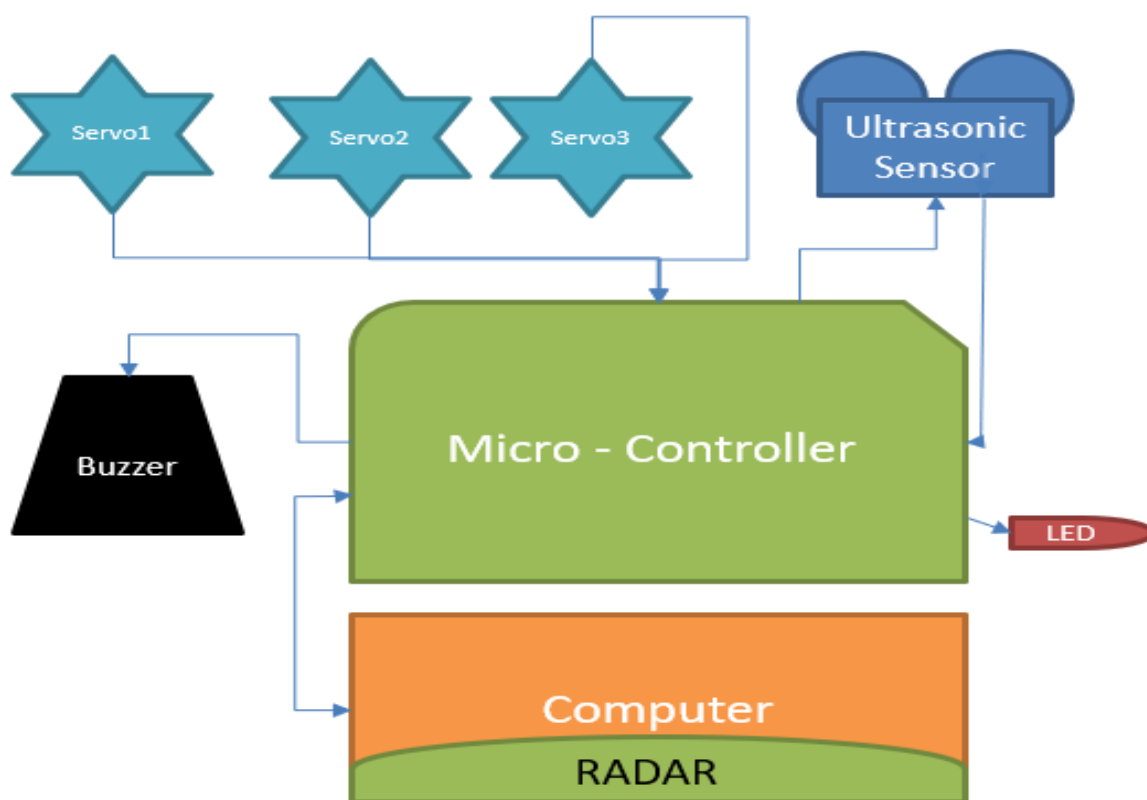 Servo1
Servo2
Servo3
Ultrasonic
Sensor
Micro - Controller
Buzzer
LED
Computer
RADAR